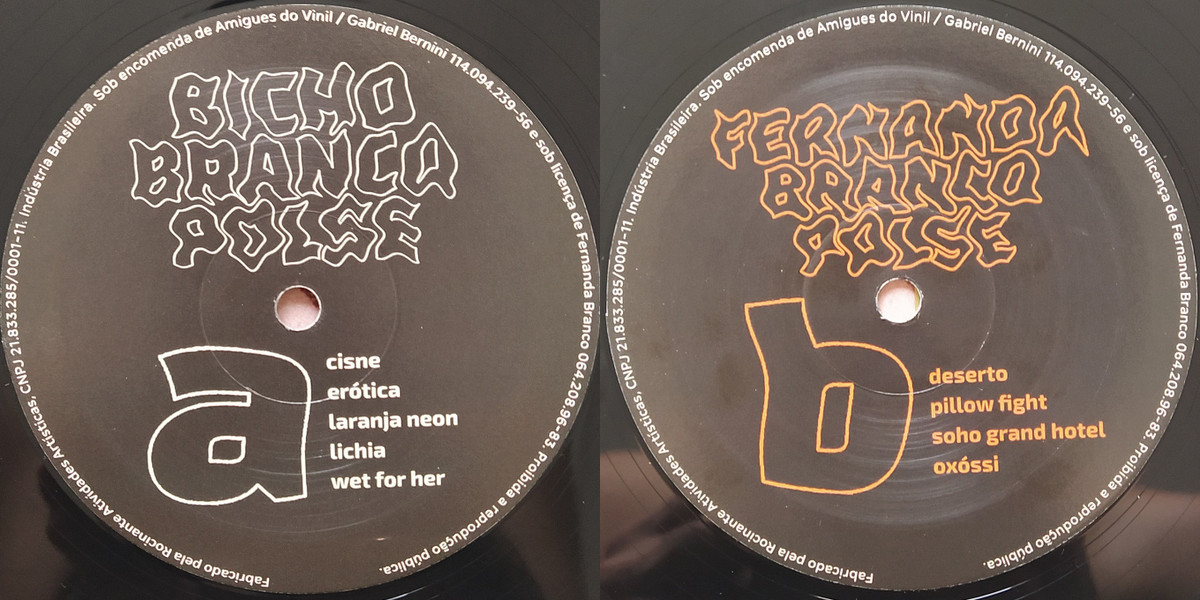 BICHO
BRANCO
POLSE
a
cisne
erótica
laranja neon
lichia
wet for her
Fabricado pela Rocinante Atividades Artísticas, CNPJ 21.833.285/0001-11. Indústria Brasileira. Sob encomenda de Amigues do Vinil / Gabriel Bernini 114.094.239-56 e sob licença de Fernanda Branco 064.208.96-83. Proibida a reprodução pública.
FERNANDA
BRANCO
POLSE
b
deserto
pillow fight
soho grand hotel
oxóssi
Fabricado pela Rocinante Atividades Artísticas, CNPJ 21.833.285/0001-11. Indústria Brasileira. Sob encomenda de Amigues do Vinil / Gabriel Bernini 114.094.239-56 e sob licença de Fernanda Branco 064.208.96-83. Proibida a reprodução pública.